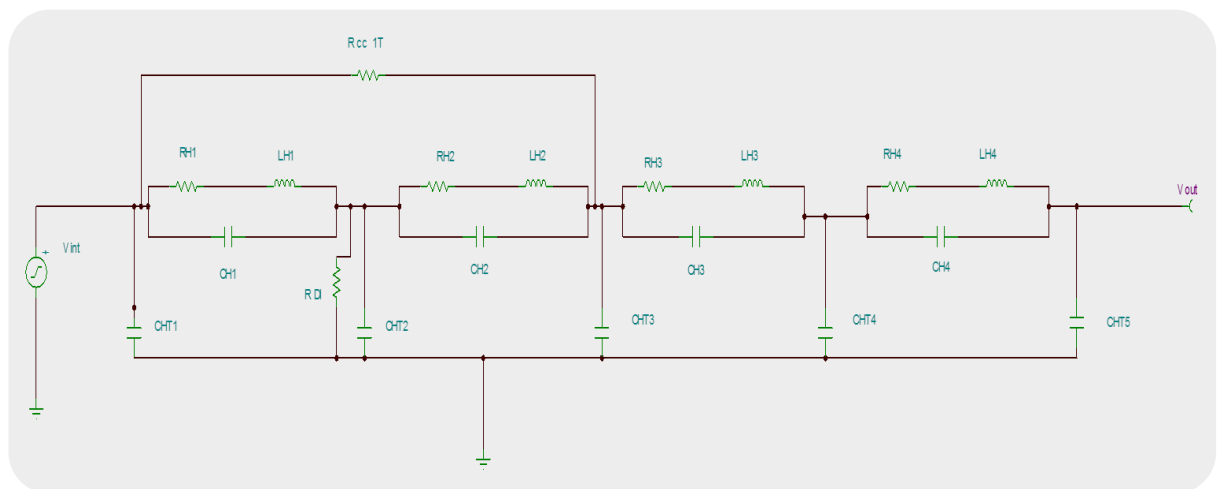 Rcc 1T
RH1
LH1
RH2
LH2
RH3
LH3
RH4
LH4
Vout
+
Vint
CH1
CH2
CH3
CH4
R DI
CHT1
CHT2
CHT3
CHT4
CHT5